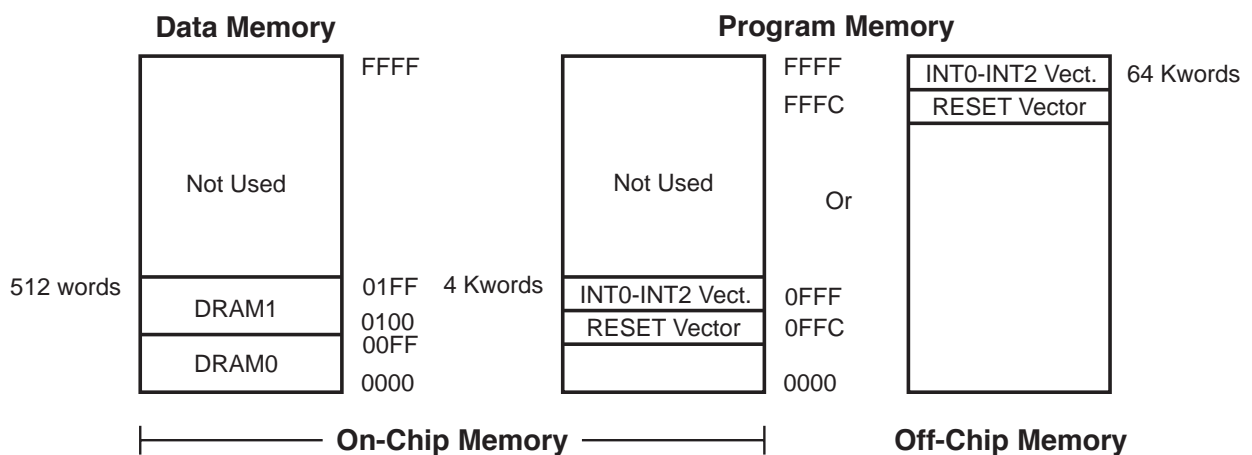 Data Memory
Program Memory
FFFF
Not Used
512 words
01FF
DRAM1
0100
00FF
DRAM0
0000
FFFF
FFFC
Not Used
Or
4 Kwords
INT0-INT2 Vect.
0FFF
RESET Vector
0FFC
0000
INT0-INT2 Vect.
64 Kwords
RESET Vector
On-Chip Memory
Off-Chip Memory